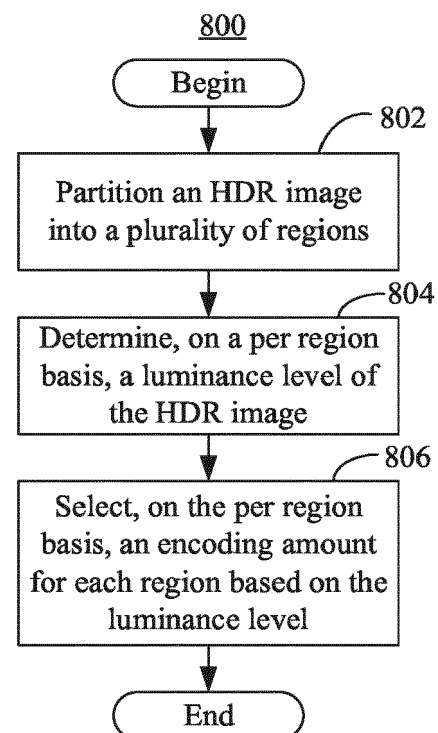 800
Begin
802
Partition an HDR image
into a plurality of regions
804
Determine, on a per region
basis, a luminance level of
the HDR image
806
Select, on the per region
basis, an encoding amount
for each region based on the
luminance level
End